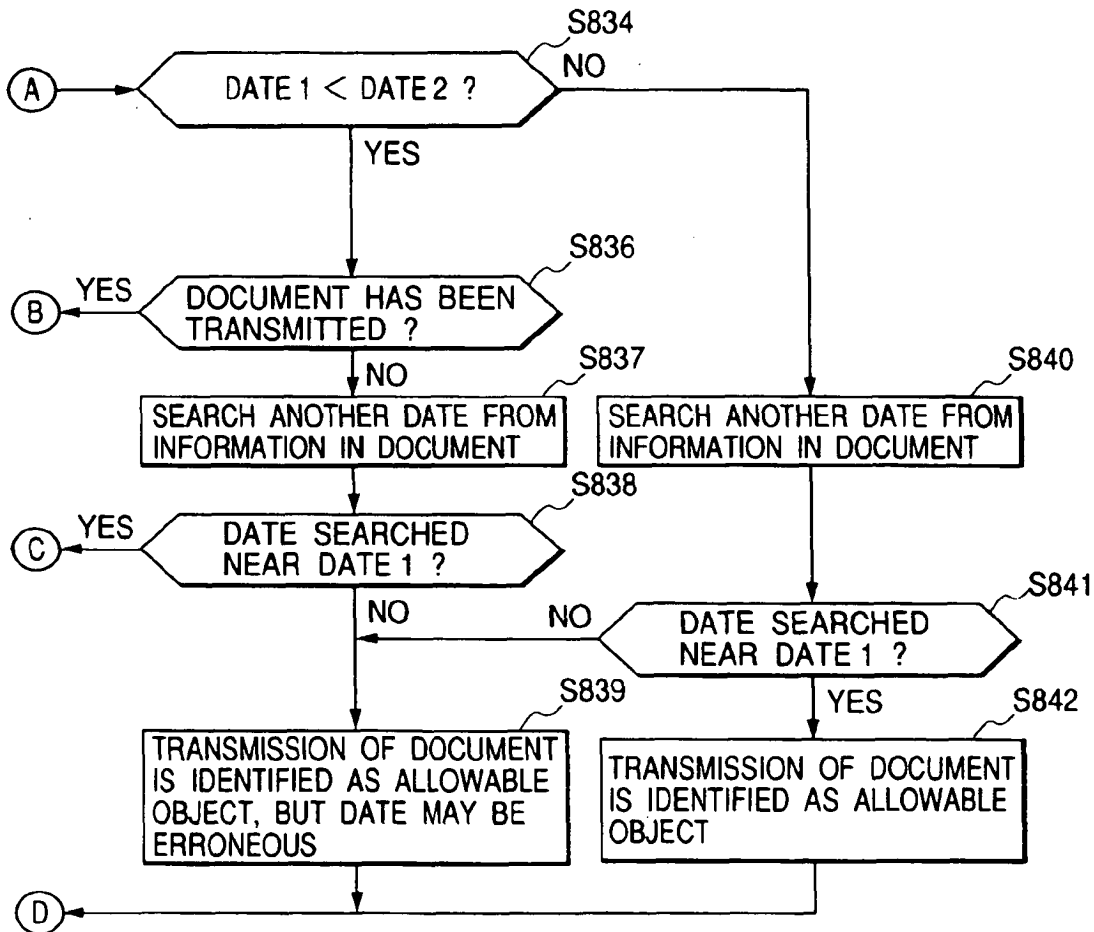 S834
A
DATE 1 < DATE 2 ?
NO
YES
S836
YES
B
DOCUMENT HAS BEEN
TRANSMITTED ?
NO
S837
SEARCH ANOTHER DATE FROM
INFORMATION IN DOCUMENT
S840
SEARCH ANOTHER DATE FROM
INFORMATION IN DOCUMENT
S838
YES
C
DATE SEARCHED
NEAR DATE 1 ?
NO
S841
NO
DATE SEARCHED
NEAR DATE 1 ?
YES
S839
TRANSMISSION OF DOCUMENT
IS IDENTIFIED AS ALLOWABLE
OBJECT, BUT DATE MAY BE
ERRONEOUS
S842
TRANSMISSION OF DOCUMENT
IS IDENTIFIED AS ALLOWABLE
OBJECT
D